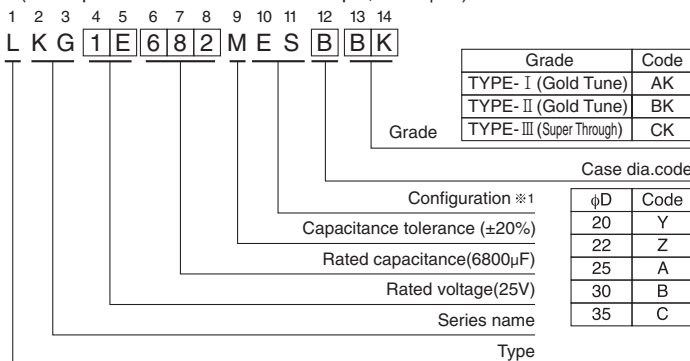 1 2 3 4 5 6 7 8 9 10 11 12 13 14
L K G 1 E 6 8 2 M E S B B K
Grade Code
TYPE-Ⅰ (Gold Tune) AK
TYPE-Ⅱ (Gold Tune) BK
TYPE-Ⅲ (Super Through) CK
Grade
Case dia.code
Configuration ※1
Capacitance tolerance (±20%)
Rated capacitance(6800µF)
Rated voltage(25V)
Series name
Type
ϕD Code
20 Y
22 Z
25 A
30 B
35 C